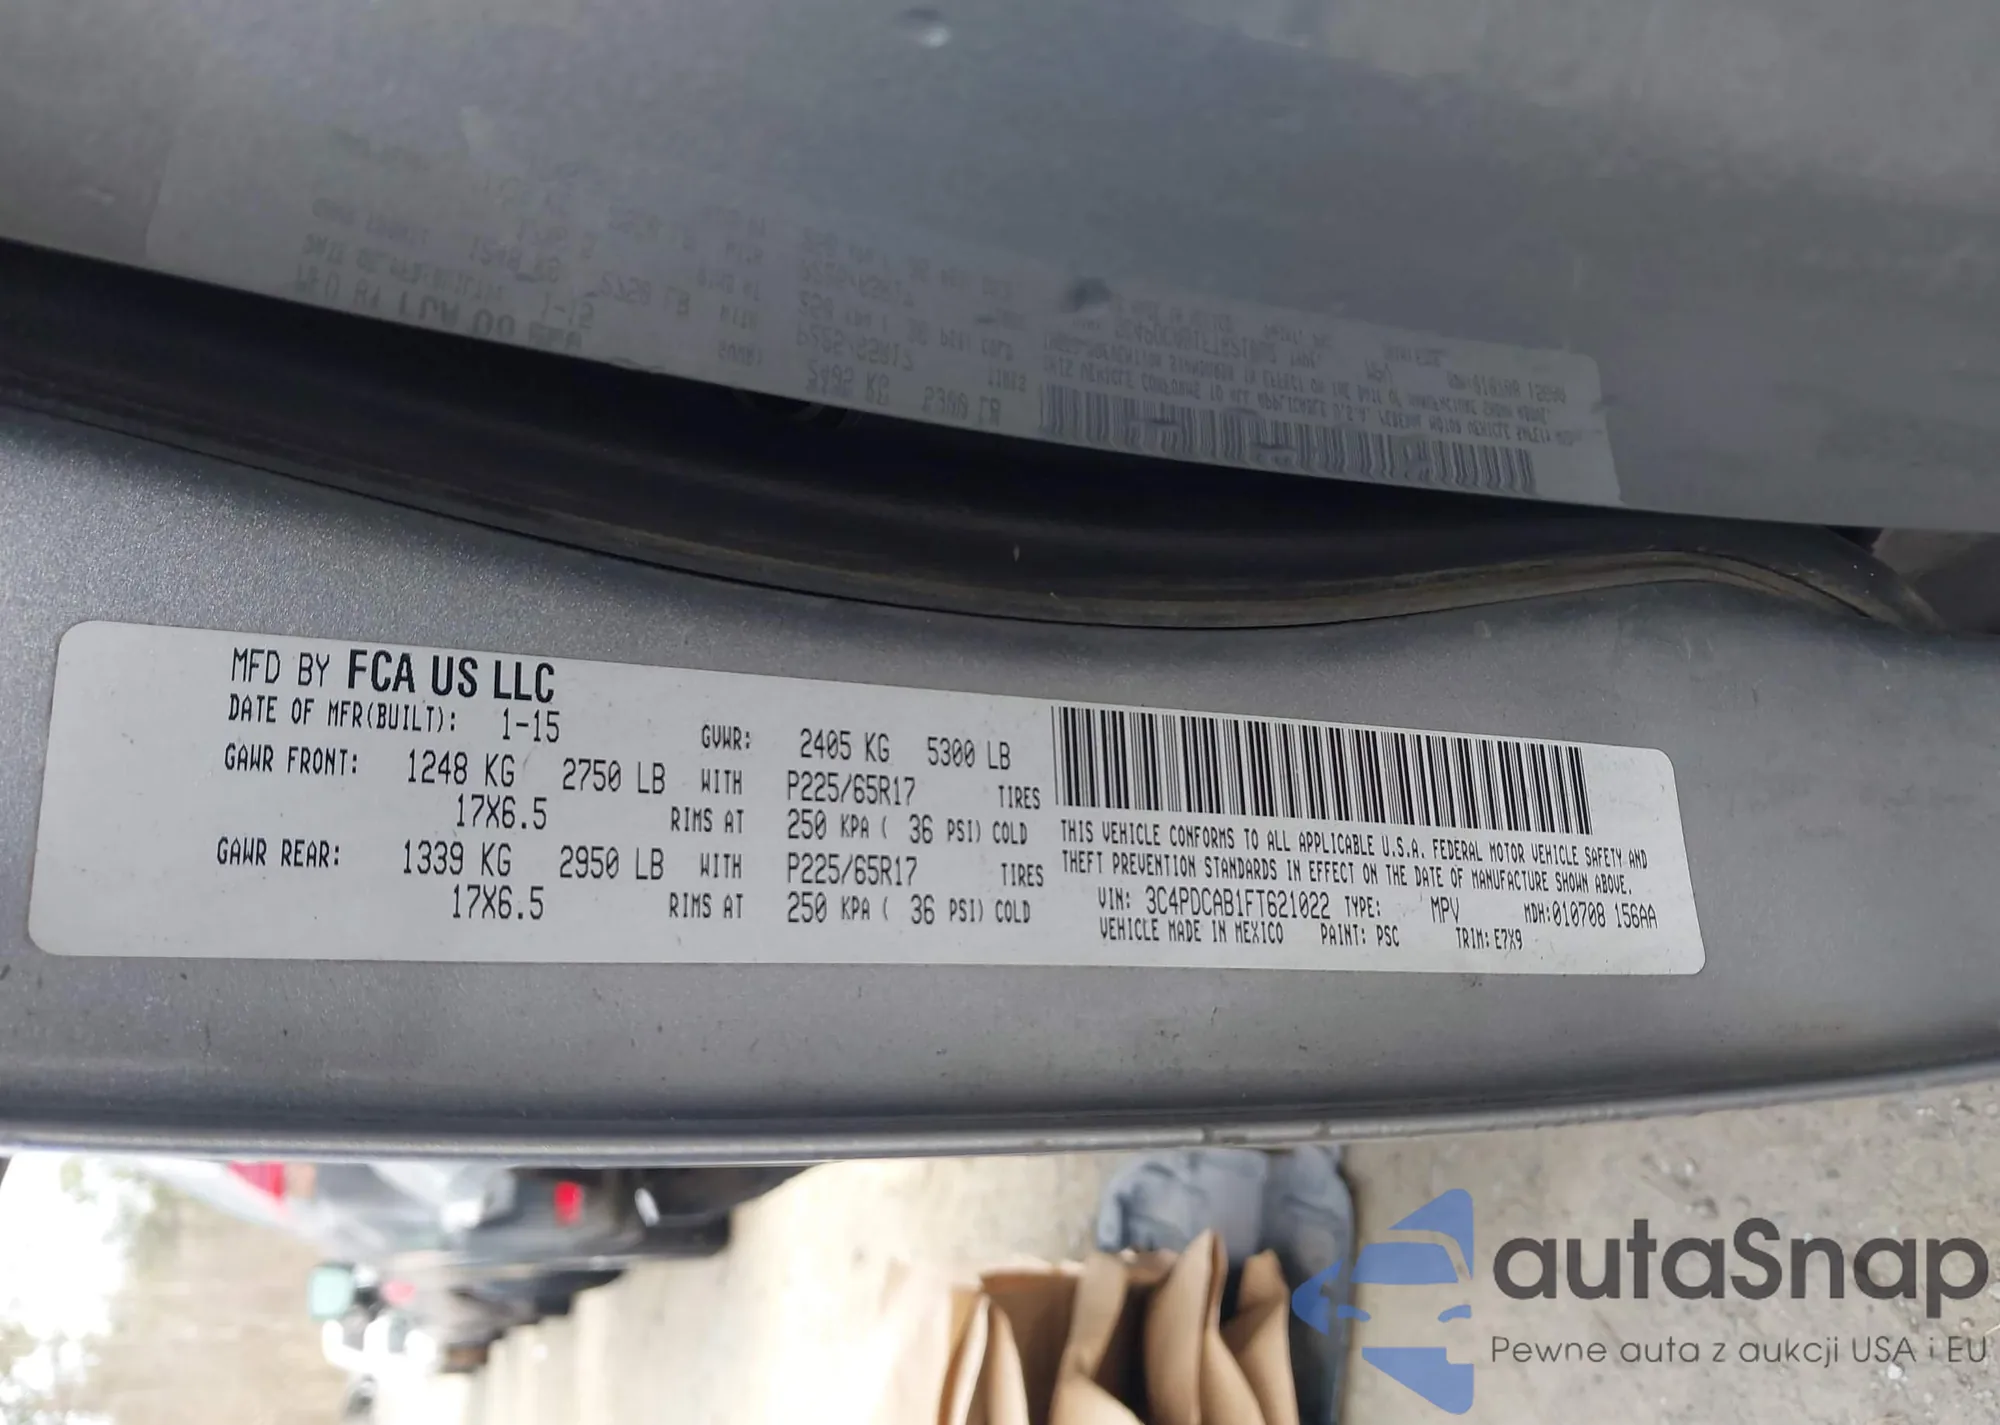 MFD BY FCA US LLC
DATE OF MFR(BUILT): 1-15
GVWR: 2405 KG 5300 LB
GAWR FRONT: 1248 KG 2750 LB WITH P225/65R17 TIRES
17X6.5 RIMS AT 250 KPA ( 36 PSI) COLD
GAWR REAR: 1339 KG 2950 LB WITH P225/65R17 TIRES
17X6.5 RIMS AT 250 KPA ( 36 PSI) COLD
THIS VEHICLE CONFORMS TO ALL APPLICABLE U.S.A. FEDERAL MOTOR VEHICLE SAFETY AND
THEFT PREVENTION STANDARDS IN EFFECT ON THE DATE OF MANUFACTURE SHOWN ABOVE.
VIN: 3C4PDCAB1FT621022 TYPE: MPV MDH:010708 156AA
VEHICLE MADE IN MEXICO PAINT: PSC TRIM: E7X9
autaSnap
Pewne auta z aukcji USA i EU